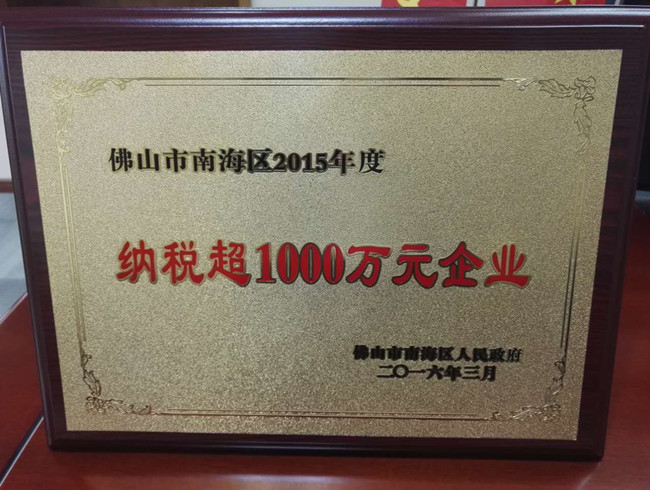 佛山市南海区2015年度
纳税超1000万元企业
佛山市南海区人民政府
二〇一六年三月